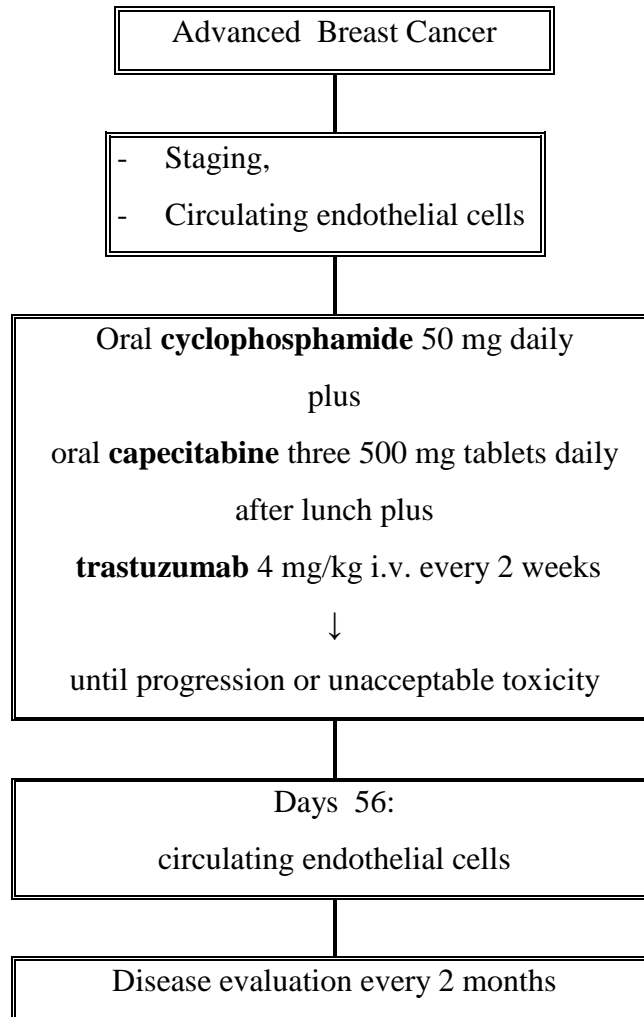 Advanced Breast Cancer
- Staging,
- Circulating endothelial cells
Oral cyclophosphamide 50 mg daily
plus
oral capecitabine three 500 mg tablets daily
after lunch plus
trastuzumab 4 mg/kg i.v. every 2 weeks
↓
until progression or unacceptable toxicity
Days 56:
circulating endothelial cells
Disease evaluation every 2 months